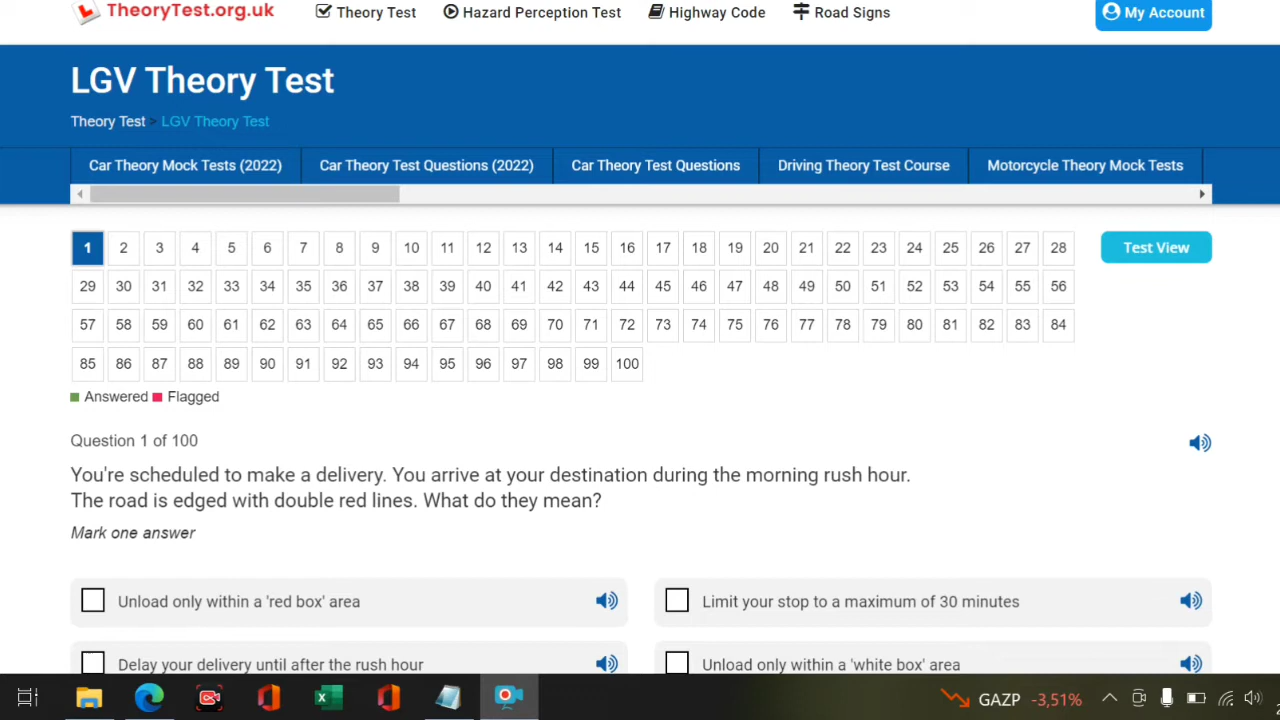 TheoryTest.org.uk Theory Test Hazard Perception Test Highway Code Road Signs My Account
LGV Theory Test
Theory Test > LGV Theory Test
Car Theory Mock Tests (2022) Car Theory Test Questions (2022) Car Theory Test Questions Driving Theory Test Course Motorcycle Theory Mock Tests
1 2 3 4 5 6 7 8 9 10 11 12 13 14 15 16 17 18 19 20 21 22 23 24 25 26 27 28 Test View
29 30 31 32 33 34 35 36 37 38 39 40 41 42 43 44 45 46 47 48 49 50 51 52 53 54 55 56
57 58 59 60 61 62 63 64 65 66 67 68 69 70 71 72 73 74 75 76 77 78 79 80 81 82 83 84
85 86 87 88 89 90 91 92 93 94 95 96 97 98 99 100
Answered Flagged
Question 1 of 100
You're scheduled to make a delivery. You arrive at your destination during the morning rush hour.
The road is edged with double red lines. What do they mean?
Mark one answer
Unload only within a 'red box' area Limit your stop to a maximum of 30 minutes
Delay your delivery until after the rush hour Unload only within a 'white box' area
GAZP -3,51%